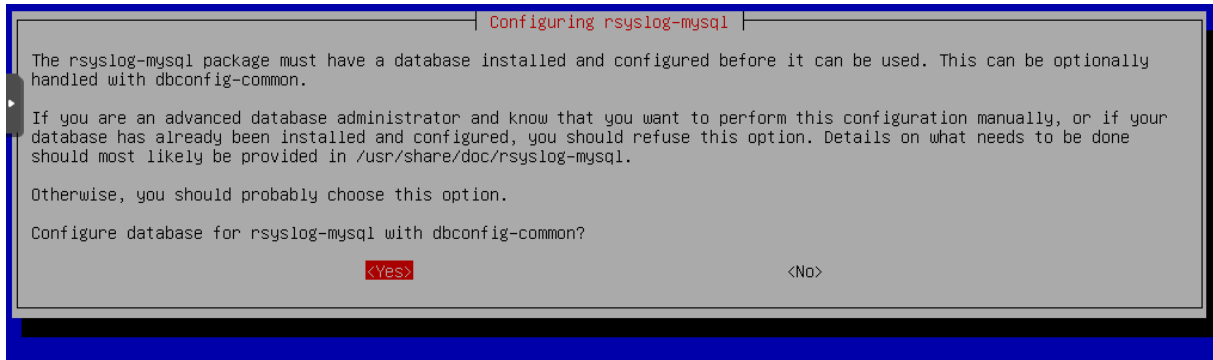 Configuring rsyslog-mysql
The rsyslog-mysql package must have a database installed and configured before it can be used. This can be optionally
handled with dbconfig-common.
If you are an advanced database administrator and know that you want to perform this configuration manually, or if your
database has already been installed and configured, you should refuse this option. Details on what needs to be done
should most likely be provided in /usr/share/doc/rsyslog-mysql.
Otherwise, you should probably choose this option.
Configure database for rsyslog-mysql with dbconfig-common?
<Yes> <No>